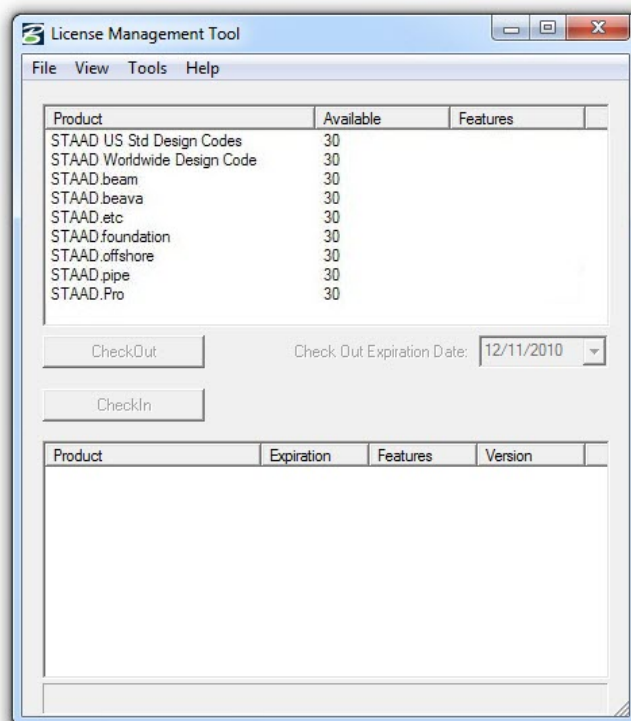 License Management Tool
File View Tools Help
Product Available Features
STAAD US Std Design Codes 30
STAAD Worldwide Design Code 30
STAAD.beam 30
STAAD.beava 30
STAAD.etc 30
STAAD.foundation 30
STAAD.offshore 30
STAAD.pipe 30
STAAD.Pro 30
CheckOut Check Out Expiration Date: 12/11/2010
CheckIn
Product Expiration Features Version